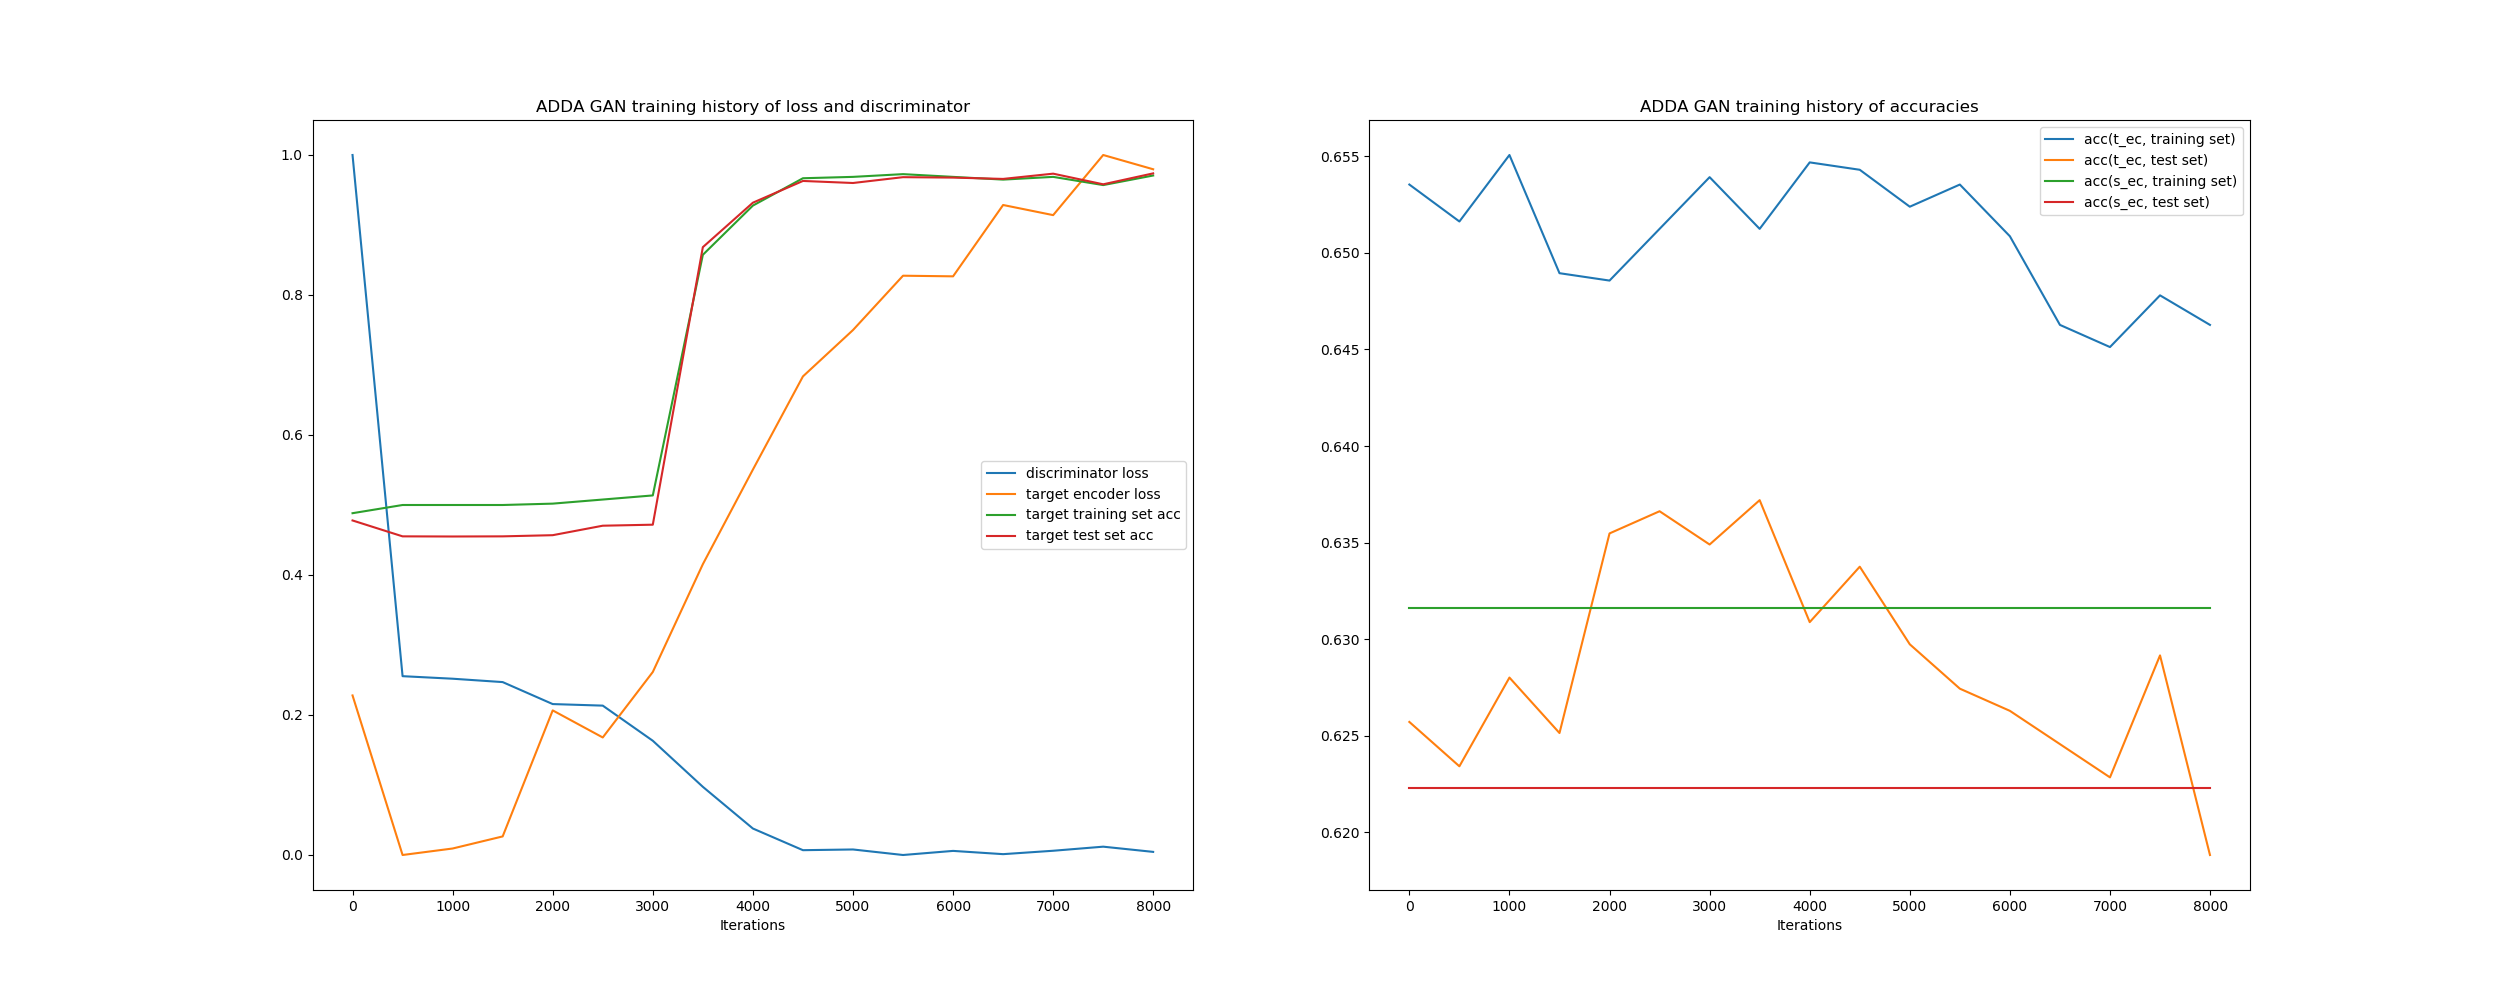 ADDA GAN training history of loss and discriminator
1.0
0.8
0.6
0.4
0.2
0.0
discriminator loss
target encoder loss
target training set acc
target test set acc
0 1000 2000 3000 4000 5000 6000 7000 8000
Iterations
ADDA GAN training history of accuracies
0.655
0.650
0.645
0.640
0.635
0.630
0.625
0.620
acc(t_ec, training set)
acc(t_ec, test set)
acc(s_ec, training set)
acc(s_ec, test set)
0 1000 2000 3000 4000 5000 6000 7000 8000
Iterations